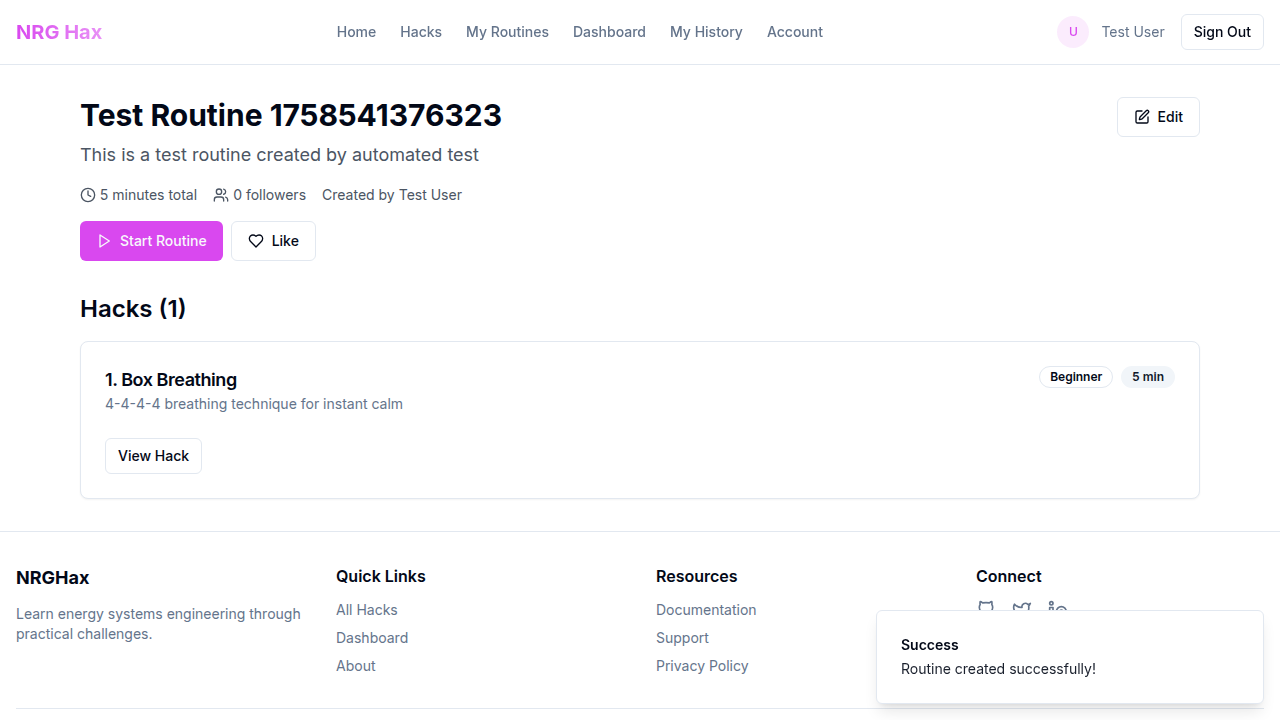 NRG Hax
Home
Hacks
My Routines
Dashboard
My History
Account
U
Test User
Sign Out
Test Routine 1758541376323
Edit
This is a test routine created by automated test
5 minutes total
0 followers
Created by Test User
Start Routine
Like
Hacks (1)
1. Box Breathing
Beginner
5 min
4-4-4-4 breathing technique for instant calm
View Hack
NRGHax
Learn energy systems engineering through
practical challenges.
Quick Links
All Hacks
Dashboard
About
Resources
Documentation
Support
Privacy Policy
Connect
Success
Routine created successfully!